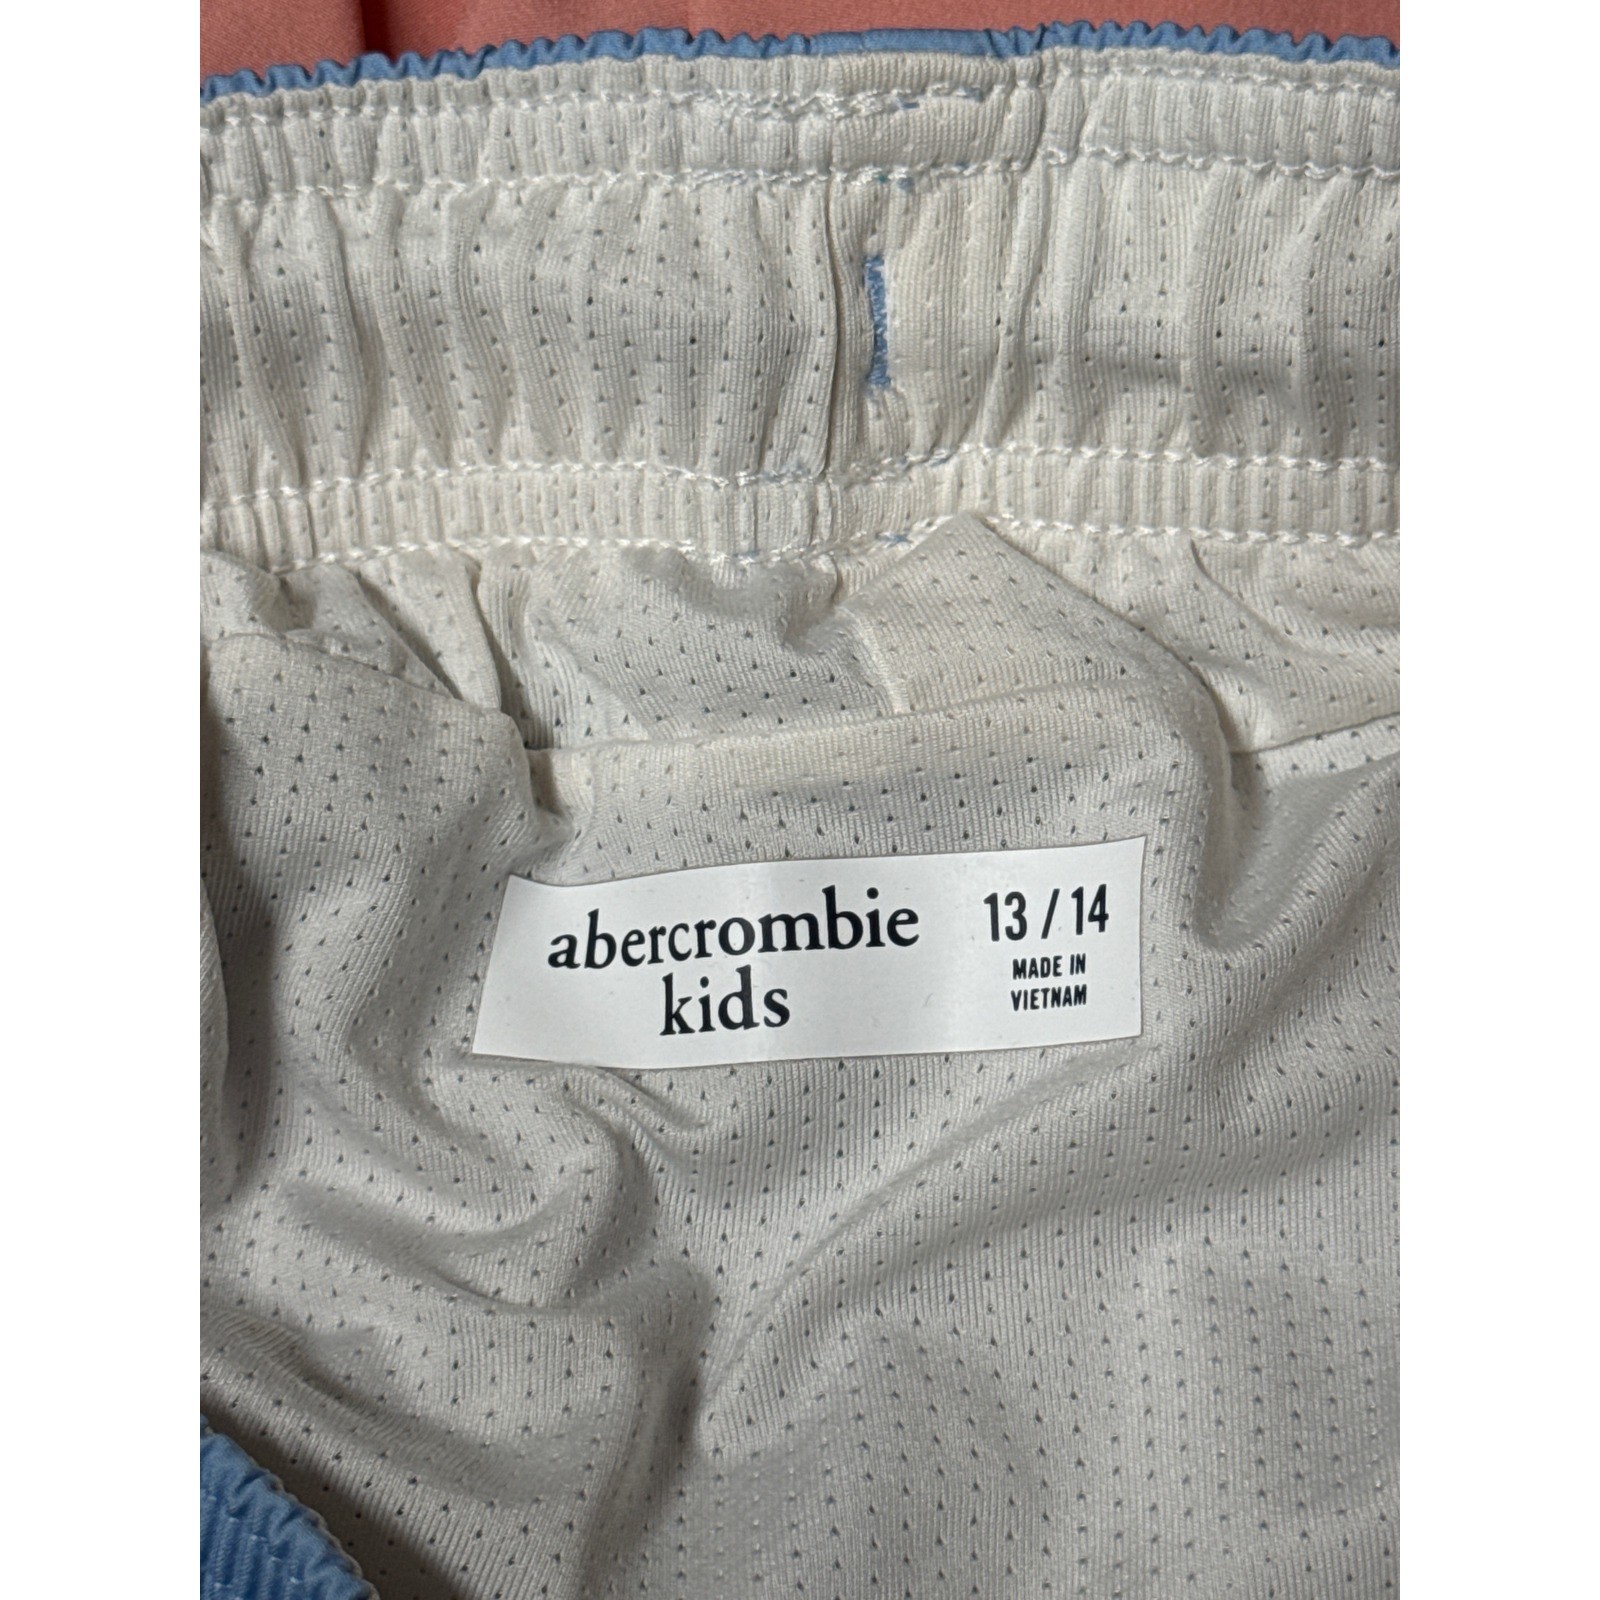 abercrombie
kids
13 / 14
MADE IN
VIETNAM